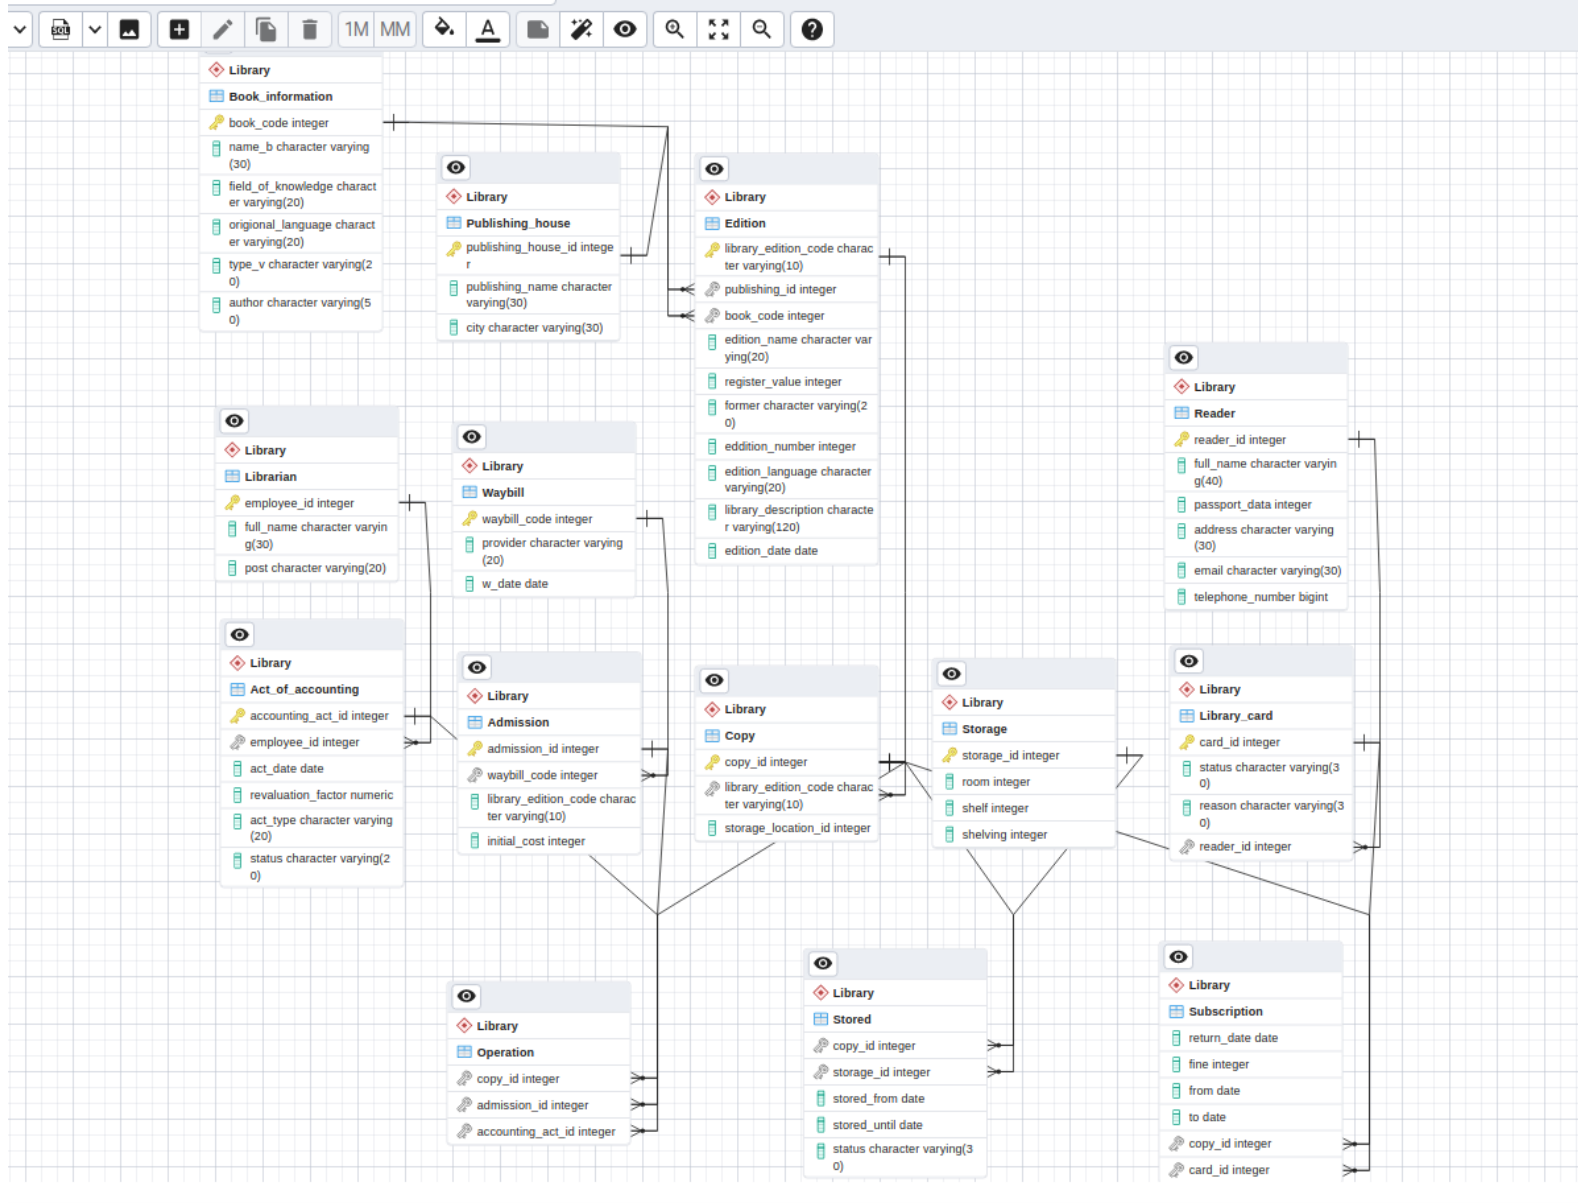 SQL
1M
MM
A
Library
Book_information
book_code integer
name_b character varying
(30)
field_of_knowledge charact
er varying(20)
origional_language charact
er varying(20)
type_v character varying(2
0)
author character varying(5
0)
Library
Publishing_house
publishing_house_id intege
r
publishing_name character
varying(30)
city character varying(30)
Library
Edition
library_edition_code charac
ter varying(10)
publishing_id integer
book_code integer
edition_name character var
ying(20)
register_value integer
former character varying(2
0)
eddition_number integer
edition_language character
varying(20)
library_description characte
r varying(120)
edition_date date
Library
Reader
reader_id integer
full_name character varyin
g(40)
passport_data integer
address character varying
(30)
email character varying(30)
telephone_number bigint
Library
Librarian
employee_id integer
full_name character varyin
g(30)
post character varying(20)
Library
Waybill
waybill_code integer
provider character varying
(20)
w_date date
Library
Act_of_accounting
accounting_act_id integer
employee_id integer
act_date date
revaluation_factor numeric
act_type character varying
(20)
status character varying(2
0)
Library
Admission
admission_id integer
waybill_code integer
library_edition_code charac
ter varying(10)
initial_cost integer
Library
Copy
copy_id integer
library_edition_code charac
ter varying(10)
storage_location_id integer
Library
Storage
storage_id integer
room integer
shelf integer
shelving integer
Library
Library_card
card_id integer
status character varying(3
0)
reason character varying(3
0)
reader_id integer
Library
Operation
copy_id integer
admission_id integer
accounting_act_id integer
Library
Stored
copy_id integer
storage_id integer
stored_from date
stored_until date
status character varying(3
0)
Library
Subscription
return_date date
fine integer
from date
to date
copy_id integer
card_id integer